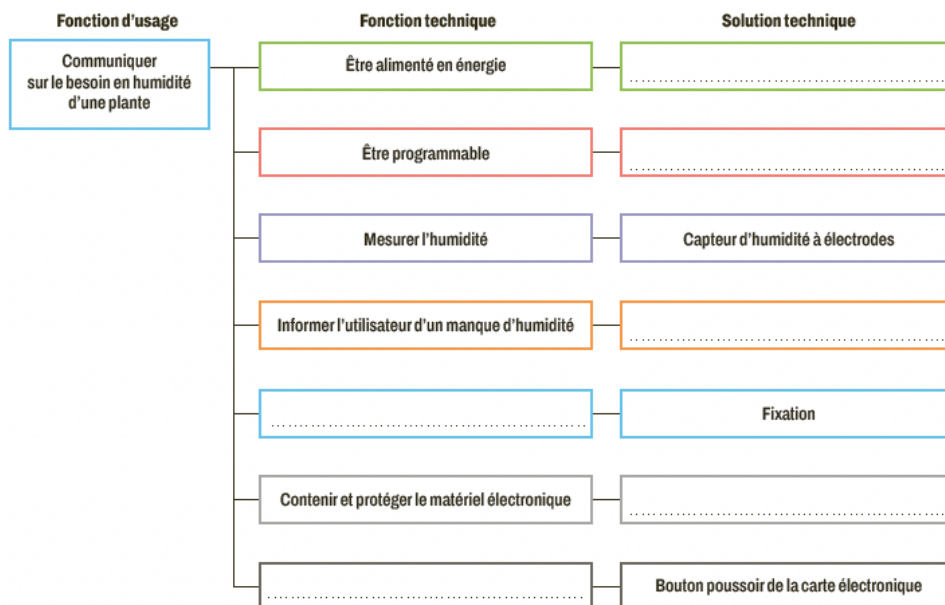 Fonction d'usage
Fonction technique
Solution technique
Communiquer
sur le besoin en humidité
d'une plante
Être alimenté en énergie
Être programmable
Mesurer l'humidité
Capteur d'humidité à électrodes
Informer l'utilisateur d'un manque d'humidité
Fixation
Contenir et protéger le matériel électronique
Bouton poussoir de la carte électronique